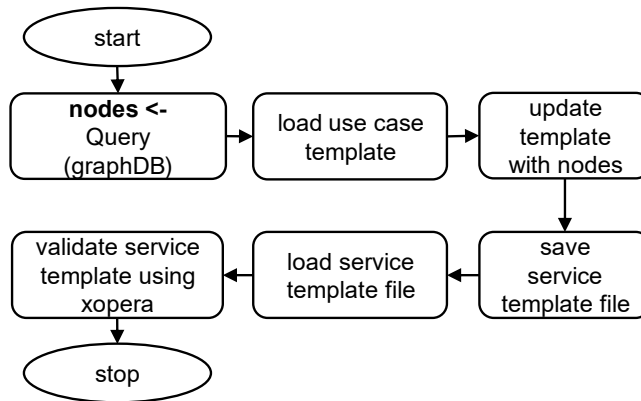 start
nodes <-
Query
(graphDB)
load use case
template
update
template
with nodes
save
service
template file
load service
template file
validate service
template using
xopera
stop